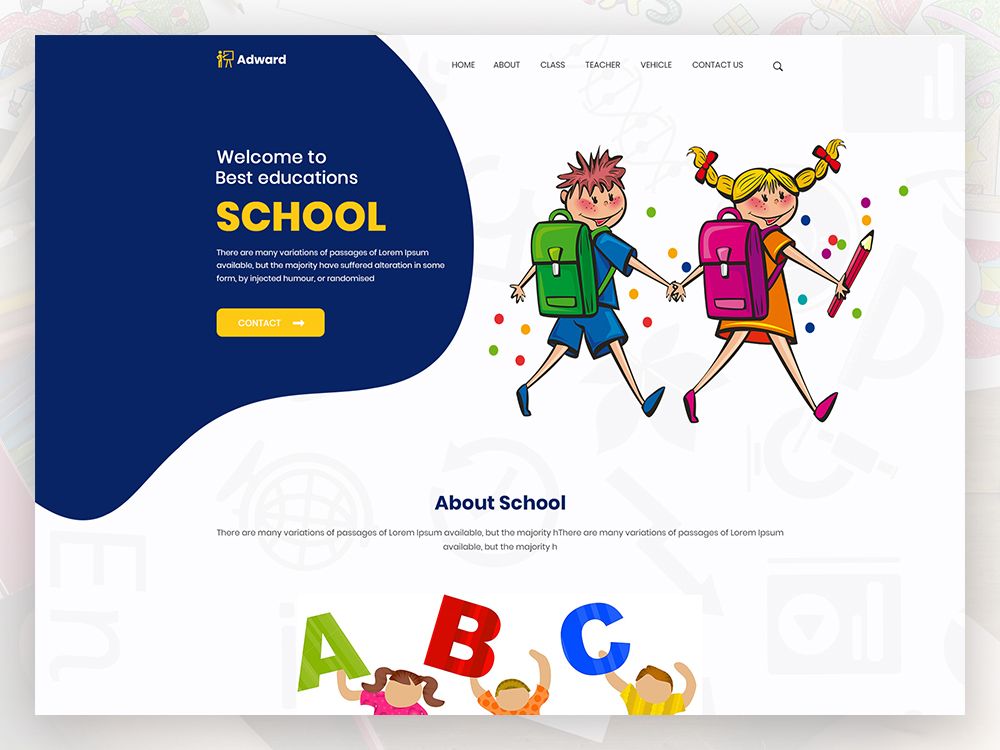 Adward
HOME ABOUT CLASS TEACHER VEHICLE CONTACT US
Welcome to
Best educations
SCHOOL
There are many variations of passages of Lorem Ipsum
available, but the majority have suffered alteration in some
form, by injected humour, or randomised
CONTACT
About School
There are many variations of passages of Lorem Ipsum available, but the majority hThere are many variations of passages of Lorem Ipsum
available, but the majority h
En
A B C